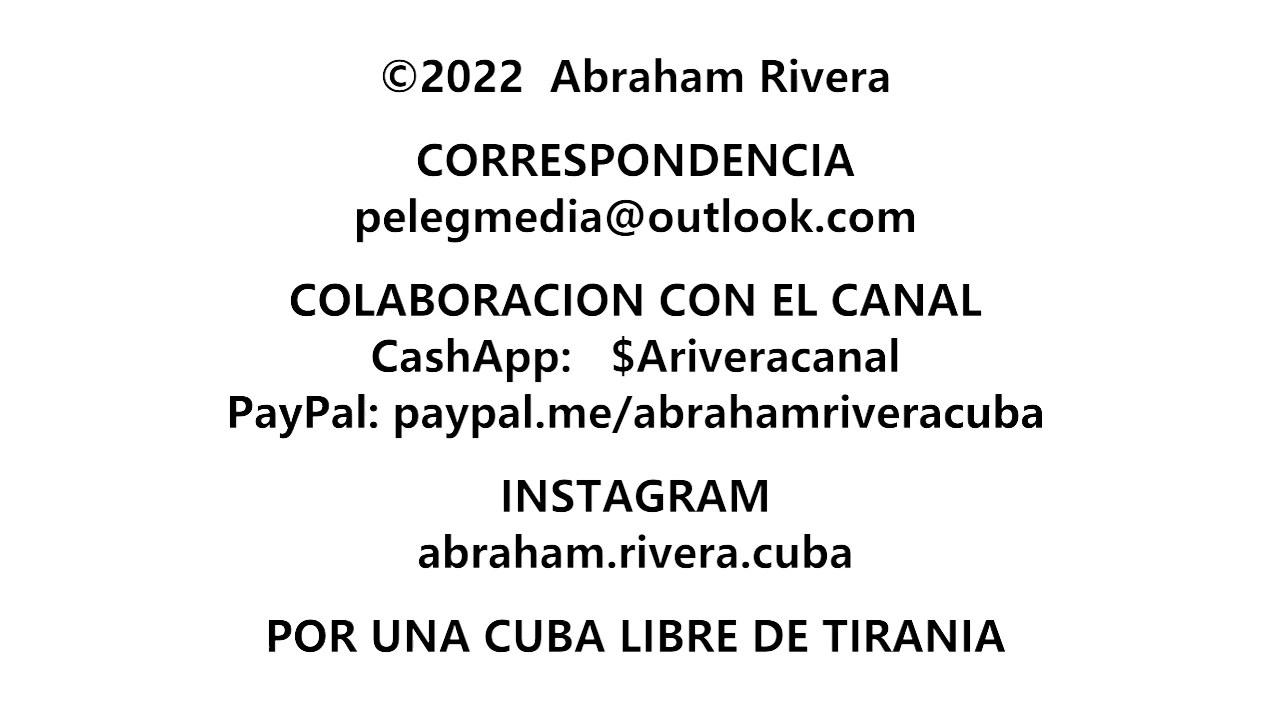 ©2022  Abraham Rivera
CORRESPONDENCIA
pelegmedia@outlook.com
COLABORACION CON EL CANAL
CashApp:   $Ariveracanal
PayPal: paypal.me/abrahamriveracuba
INSTAGRAM
abraham.rivera.cuba
POR UNA CUBA LIBRE DE TIRANIA